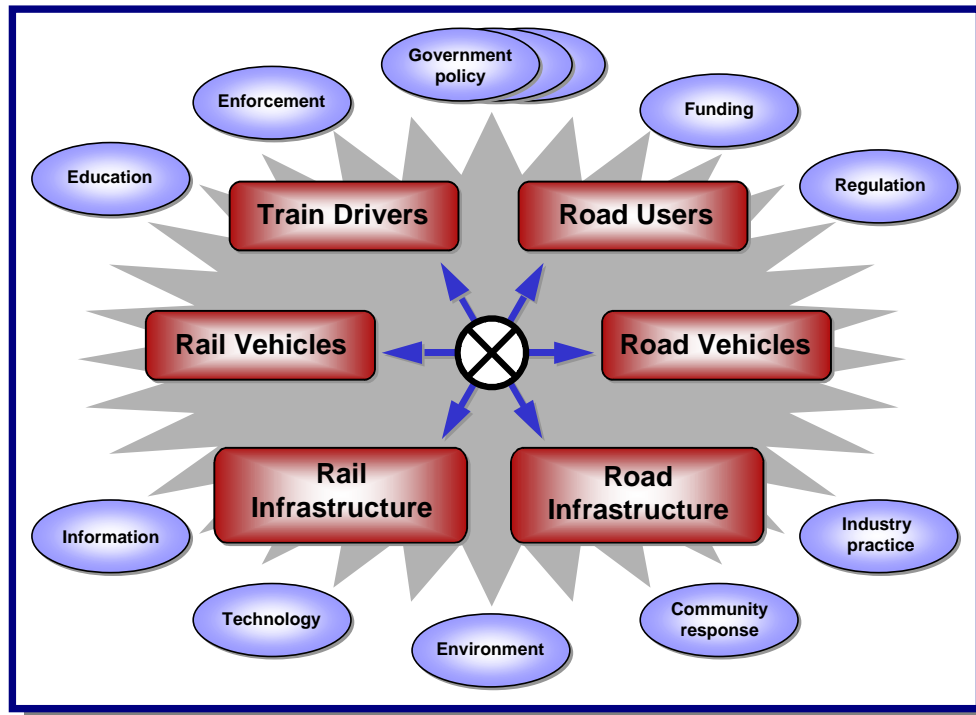 Government
policy
Enforcement
Funding
Education
Regulation
Train Drivers
Road Users
Rail Vehicles
Road Vehicles
Rail
Infrastructure
Road
Infrastructure
Information
Industry
practice
Technology
Community
response
Environment